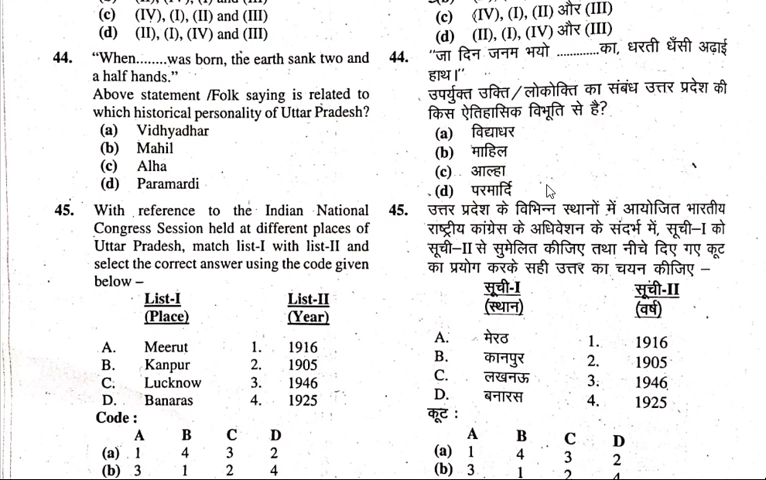 (c) (IV), (I), (II) and (III)
(d) (II), (I), (IV) and (III)
44. “When........was born, the earth sank two and
a half hands.”
Above statement /Folk saying is related to
which historical personality of Uttar Pradesh?
(a) Vidhyadhar
(b) Mahil
(c) Alha
(d) Paramardi
45. With reference to the Indian National
Congress Session held at different places of
Uttar Pradesh, match list-I with list-II and
select the correct answer using the code given
below –
List-I List-II
(Place) (Year)
A. Meerut 1. 1916
B. Kanpur 2. 1905
C. Lucknow 3. 1946
D. Banaras 4. 1925
Code :
A B C D
(a) 1 4 3 2
(b) 3 1 2 4
(c) (IV), (I), (II) और (III)
(d) (II), (I), (IV) और (III)
44. “जा दिन जनम भयो ............का, धरती धँसी अढ़ाई
हाथ।”
उपर्युक्त उक्ति/लोकोक्ति का संबंध उत्तर प्रदेश की
किस ऐतिहासिक विभूति से है?
(a) विद्याधर
(b) माहिल
(c) आल्हा
(d) परमार्दि
45. उत्तर प्रदेश के विभिन्न स्थानों में आयोजित भारतीय
राष्ट्रीय कांग्रेस के अधिवेशन के संदर्भ में, सूची–I को
सूची–II से सुमेलित कीजिए तथा नीचे दिए गए कूट
का प्रयोग करके सही उत्तर का चयन कीजिए –
सूची-I सूची-II
(स्थान) (वर्ष)
A. मेरठ 1. 1916
B. कानपुर 2. 1905
C. लखनऊ 3. 1946
D. बनारस 4. 1925
कूट :
A B C D
(a) 1 4 3 2
(b) 3 1 2 4